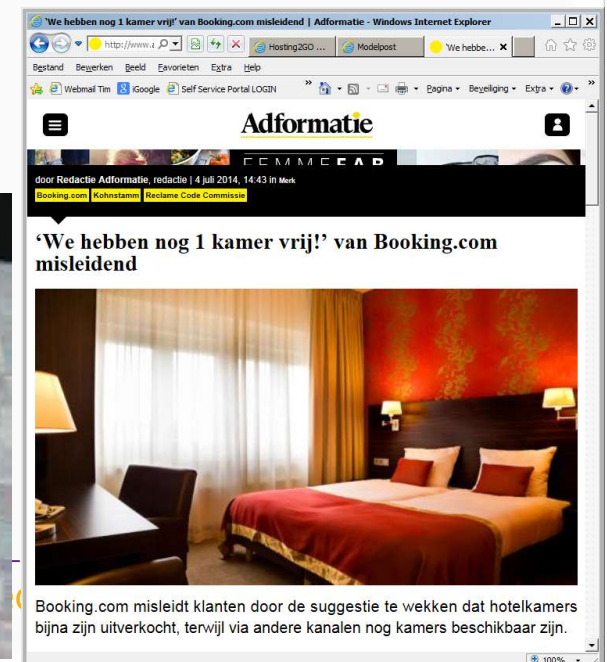 'We hebben nog 1 kamer vrij!' van Booking.com misleidend | Adformatie - Windows Internet Explorer
http://www.a
Hosting2GO ...
Modelpost
'We hebbe...
Bestand Bewerken Beeld Favorieten Extra Help
Webmail Tim iGoogle Self Service Portal LOGIN » Pagina Beveiliging Extra »
Adformatie
FEMMEFAB
door Redactie Adformatie, redactie | 4 juli 2014, 14:43 in Merk
Booking.com Kohnstamm Reclame Code Commissie
‘We hebben nog 1 kamer vrij!’ van Booking.com
misleidend
Booking.com misleidt klanten door de suggestie te wekken dat hotelkamers
bijna zijn uitverkocht, terwijl via andere kanalen nog kamers beschikbaar zijn.
100%